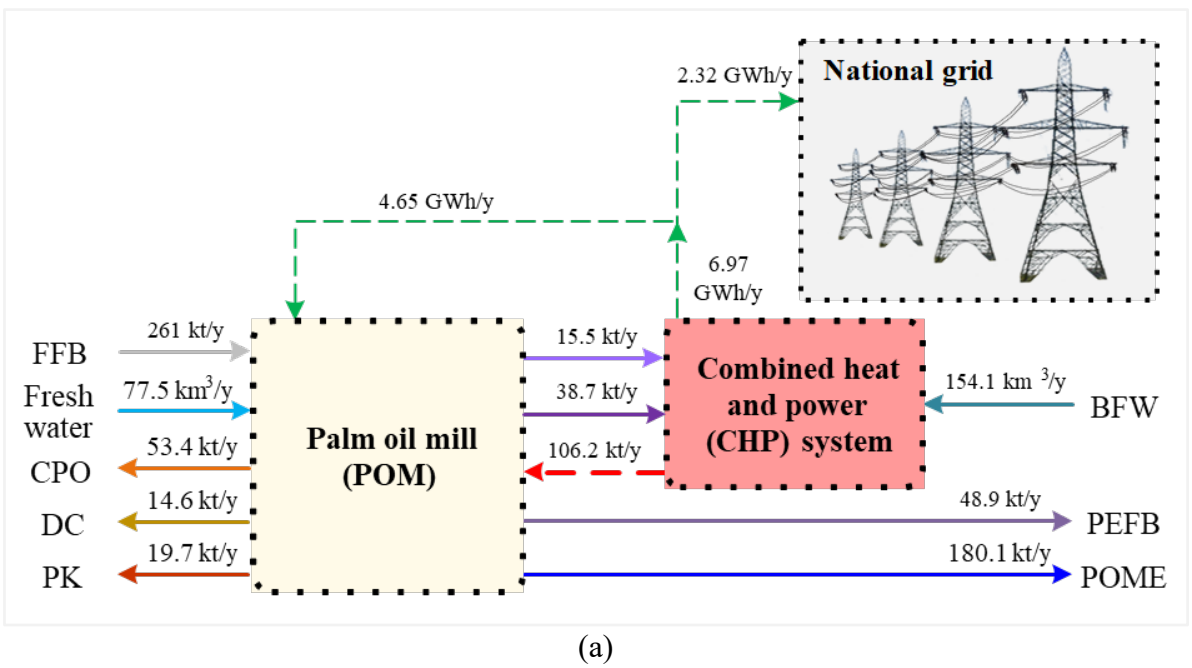 2.32 GWh/y
National grid
4.65 GWh/y
6.97
GWh/y
FFB
261 kt/y
Fresh
water
77.5 km³/y
CPO
53.4 kt/y
DC
14.6 kt/y
PK
19.7 kt/y
Palm oil mill
(POM)
15.5 kt/y
38.7 kt/y
106.2 kt/y
Combined heat
and power
(CHP) system
154.1 km ³/y
BFW
48.9 kt/y
PEFB
180.1 kt/y
POME
(a)